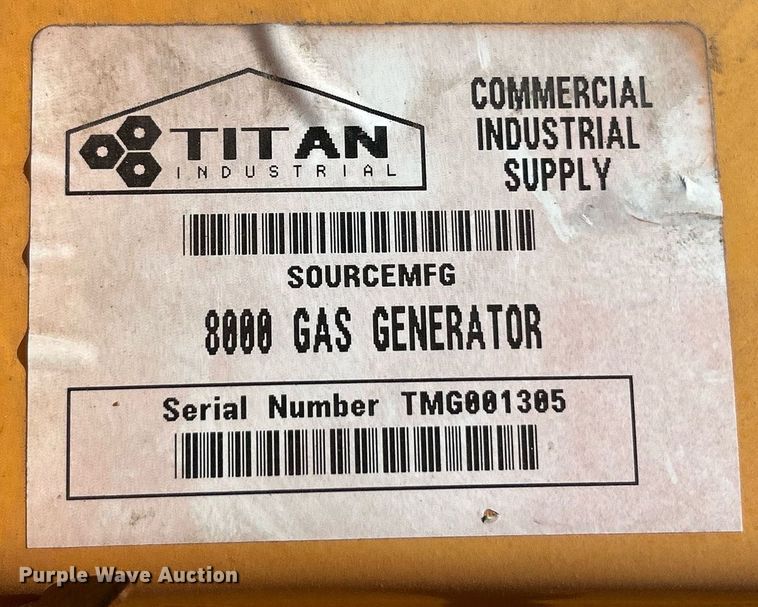 TITAN
INDUSTRIAL
COMMERCIAL
INDUSTRIAL
SUPPLY
SOURCEMFG
8000 GAS GENERATOR
Serial Number TMG001305
Purple Wave Auction